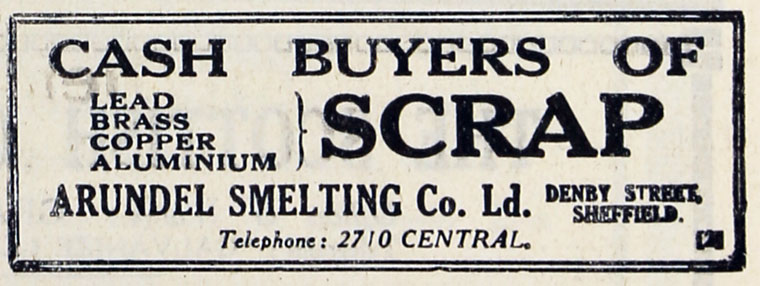 CASH BUYERS OF
LEAD
BRASS
COPPER
ALUMINIUM
SCRAP
ARUNDEL SMELTING Co. Ld. DENBY STREET,
SHEFFIELD.
Telephone: 2710 CENTRAL.